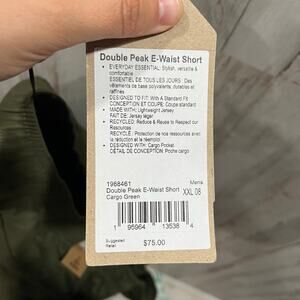 Double Peak E-Waist Short
• EVERYDAY ESSENTIAL: Stylish, versatile &
comfortable
ESSENTIEL DE TOUS LES JOURS : Des
vêtements de base polyvalents, durables et
raffinés
• DESIGNED TO FIT: With A Standard Fit
CONCEPTION ET COUPE: Coupe standard
• MADE WITH: Lightweight Jersey
FAIT DE: Jersey léger
• RECYCLED: Reduce & Reuse to Respect our
Resources
RECYCLÉ : Protection de nos ressources avec
la réduction et le réemploi
• DESIGNED WITH: Cargo Pocket
DÉTAIL DE CONCEPTION: Poche cargo
1968461
Mens
Double Peak E-Waist Short
XXL 08
Cargo Green
1 95964 13538 4
Suggested
Retail
$75.00